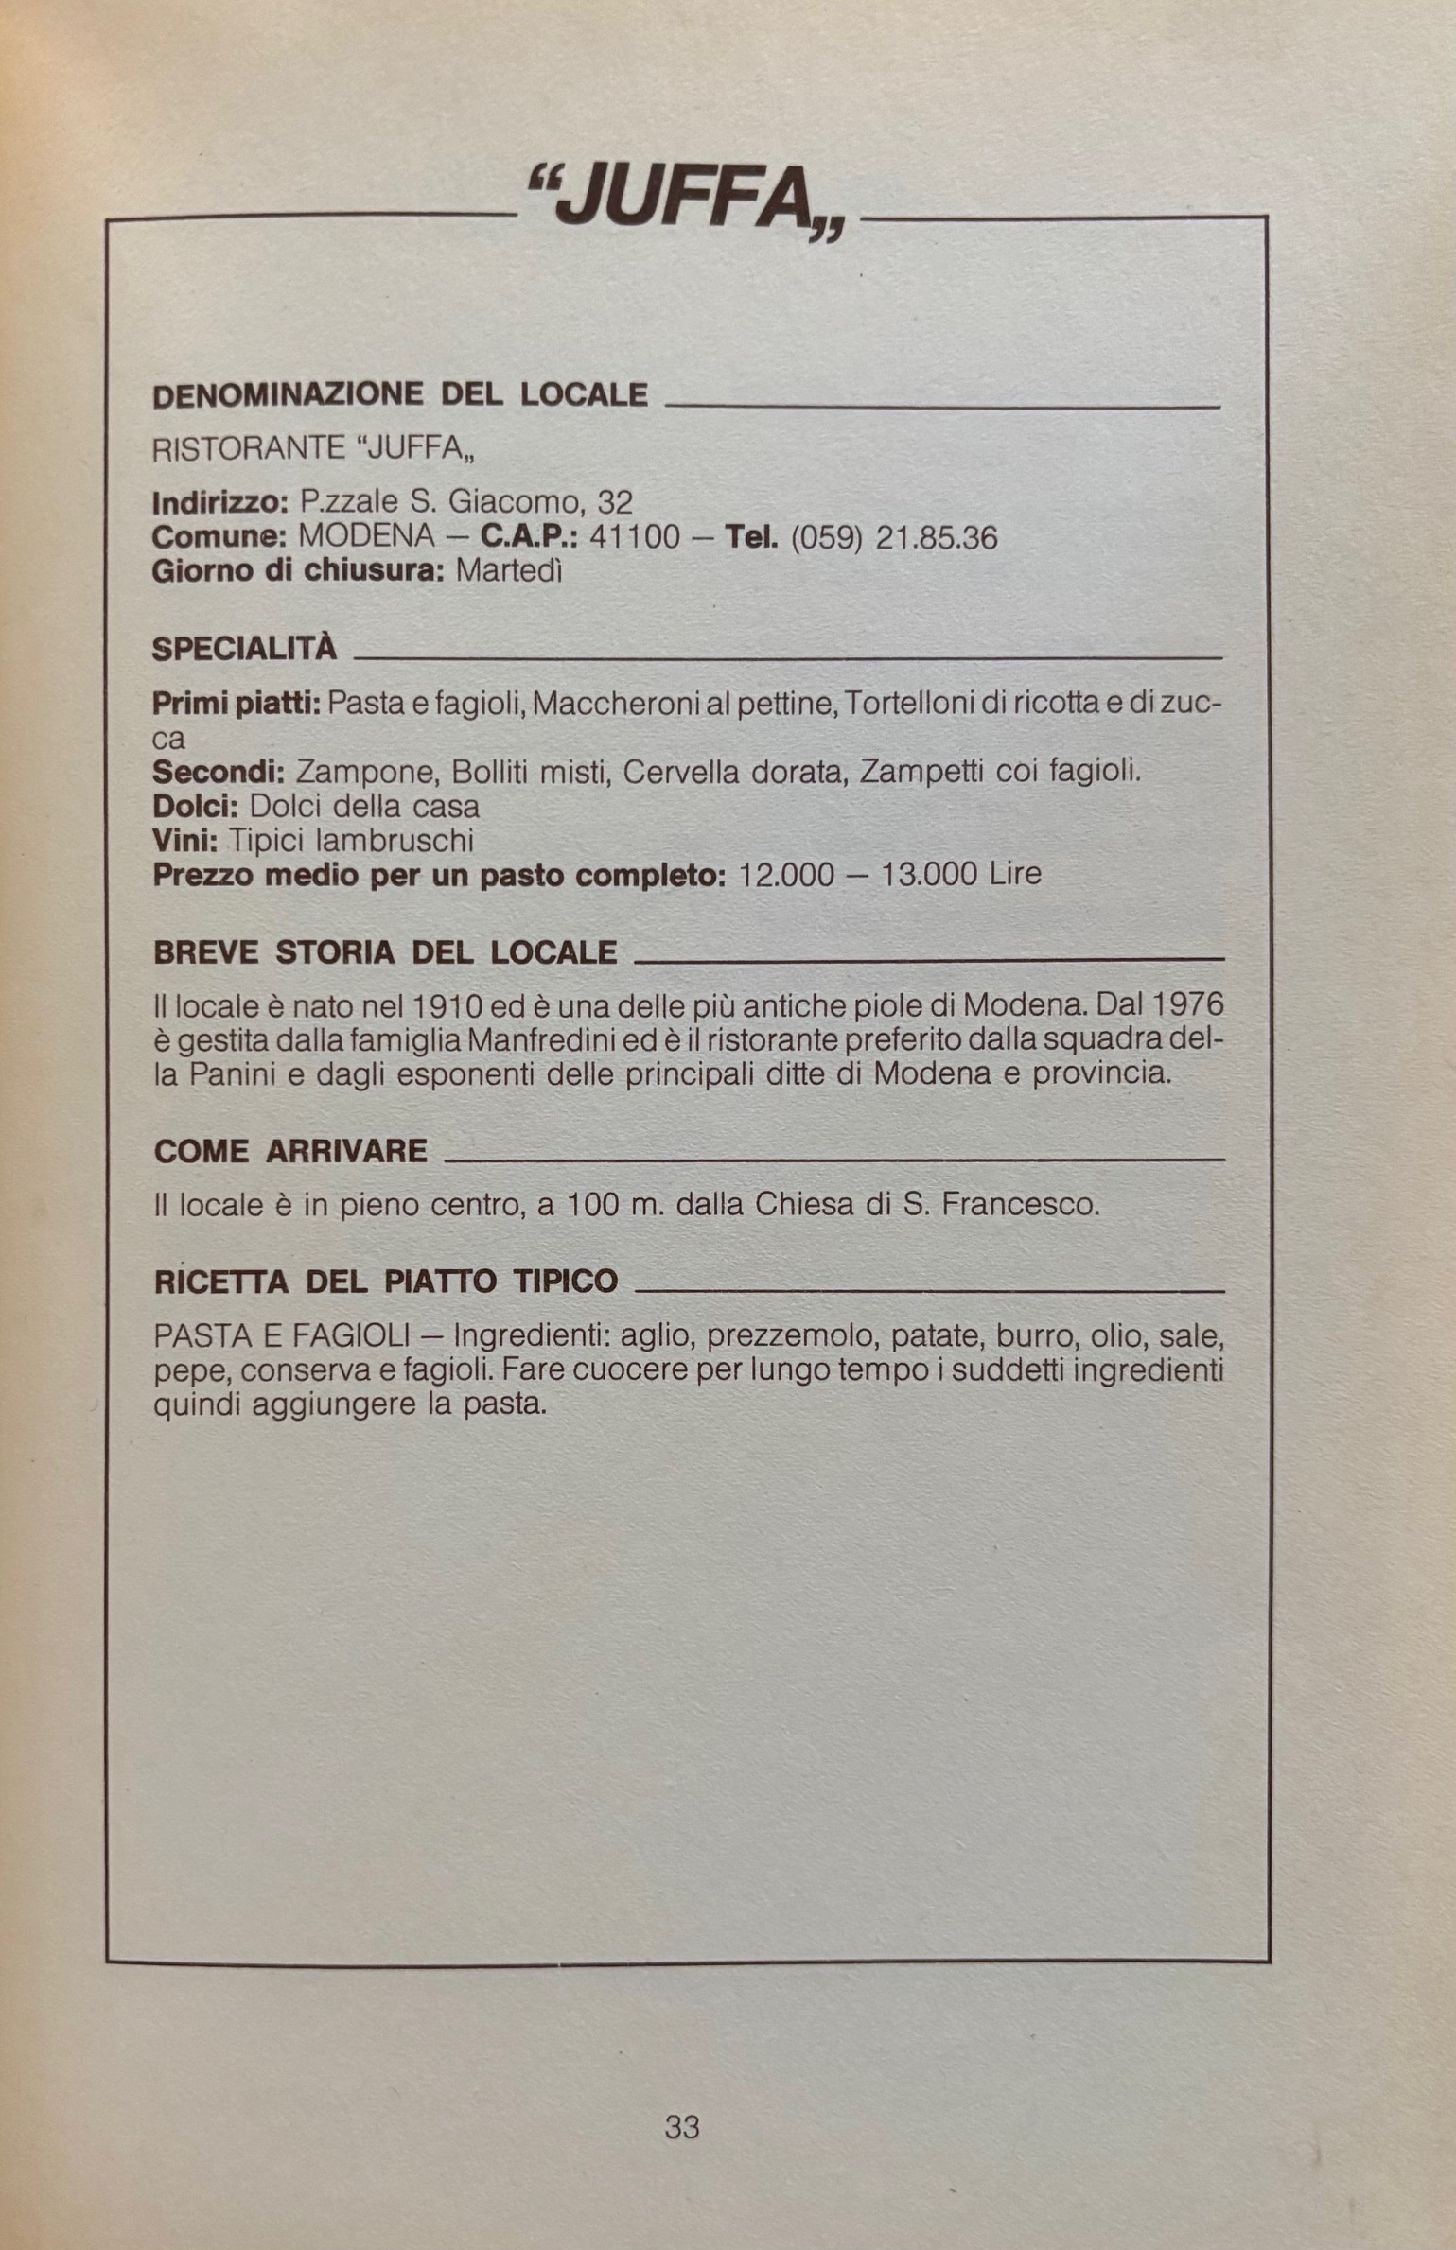 “JUFFA„
DENOMINAZIONE DEL LOCALE
RISTORANTE “JUFFA„
Indirizzo: P.zzale S. Giacomo, 32
Comune: MODENA – C.A.P.: 41100 – Tel. (059) 21.85.36
Giorno di chiusura: Martedì
SPECIALITÀ
Primi piatti: Pasta e fagioli, Maccheroni al pettine, Tortelloni di ricotta e di zuc-
ca
Secondi: Zampone, Bolliti misti, Cervella dorata, Zampetti coi fagioli.
Dolci: Dolci della casa
Vini: Tipici lambruschi
Prezzo medio per un pasto completo: 12.000 – 13.000 Lire
BREVE STORIA DEL LOCALE
Il locale è nato nel 1910 ed è una delle più antiche piole di Modena. Dal 1976
è gestita dalla famiglia Manfredini ed è il ristorante preferito dalla squadra del-
la Panini e dagli esponenti delle principali ditte di Modena e provincia.
COME ARRIVARE
Il locale è in pieno centro, a 100 m. dalla Chiesa di S. Francesco.
RICETTA DEL PIATTO TIPICO
PASTA E FAGIOLI – Ingredienti: aglio, prezzemolo, patate, burro, olio, sale,
pepe, conserva e fagioli. Fare cuocere per lungo tempo i suddetti ingredienti
quindi aggiungere la pasta.
33